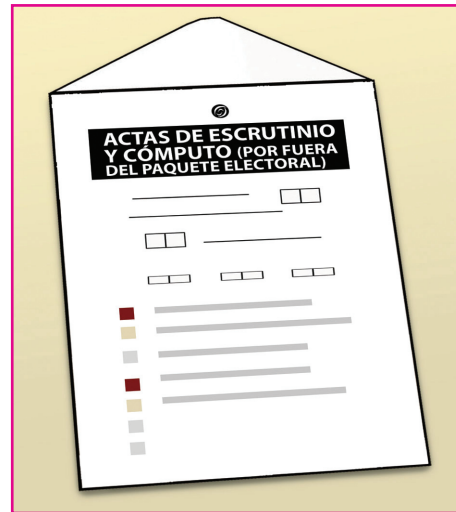 ACTAS DE ESCRUTINIO
Y CÓMPUTO (POR FUERA
DEL PAQUETE ELECTORAL)